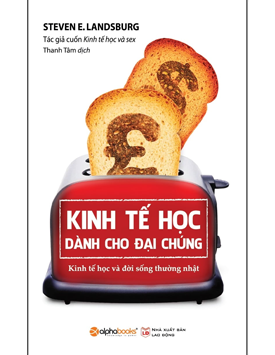 STEVEN E. LANDSBURG
Tác giả cuốn Kinh tế học và sex
Thanh Tâm dịch
$
£
KINH TẾ HỌC
DÀNH CHO ĐẠI CHÚNG
Kinh tế học và đời sống thường nhật
alphabooks
NHÀ XUẤT BẢN
LAO ĐỘNG